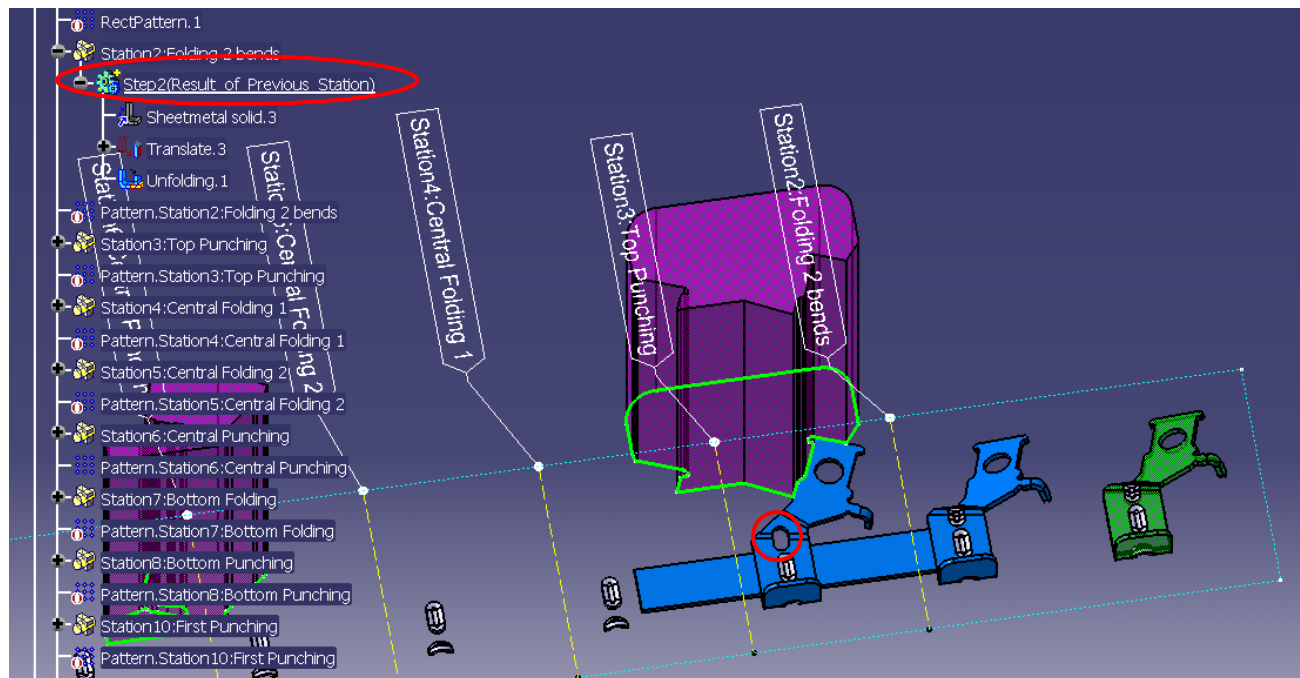 RectPattern.1
Station2:Folding 2 bends
Step2(Result_of_Previous_Station)
Sheetmetal solid.3
Translate.3
Unfolding.1
Pattern.Station2:Folding 2 bends
Station3:Top Punching
Pattern.Station3:Top Punching
Station4:Central Folding 1
Pattern.Station4:Central Folding 1
Station5:Central Folding 2
Pattern.Station5:Central Folding 2
Station6:Central Punching
Pattern.Station6:Central Punching
Station7:Bottom Folding
Pattern.Station7:Bottom Folding
Station8:Bottom Punching
Pattern.Station8:Bottom Punching
Station10:First Punching
Pattern.Station10:First Punching
Station4:Central Folding 1
Station3:Top Punching
Station2:Folding 2 bends